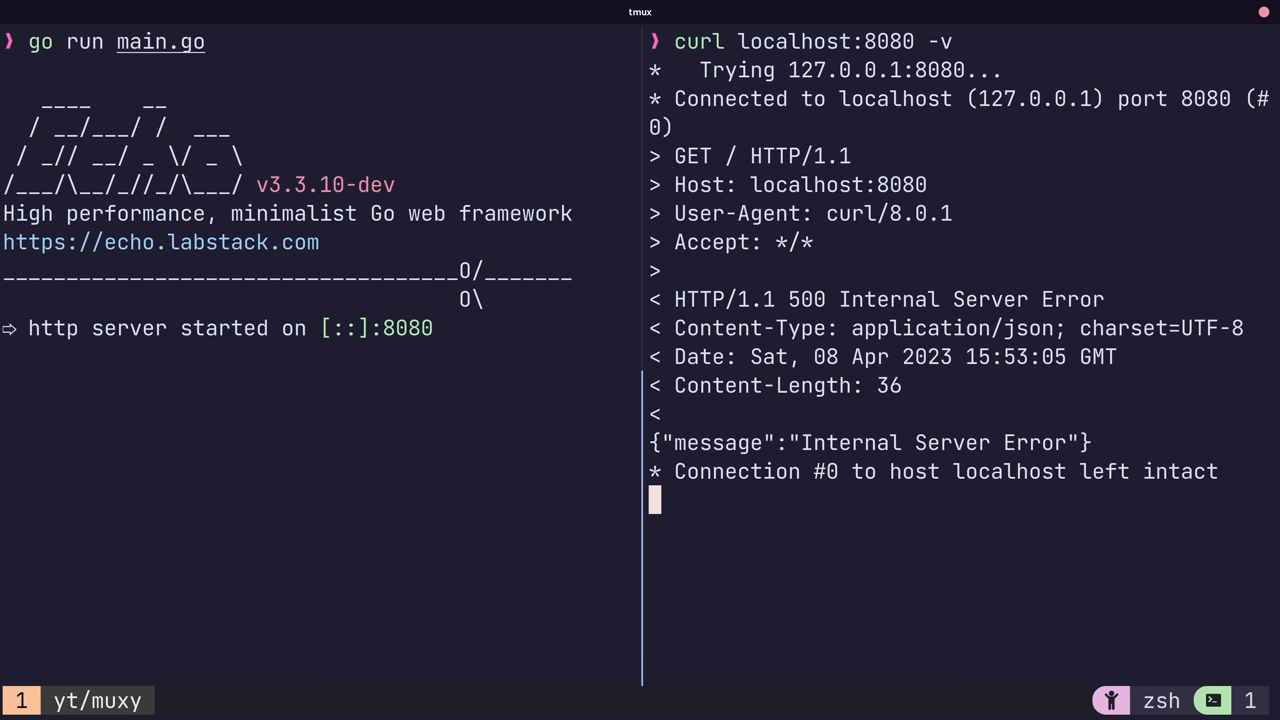 tmux
❱ go run main.go
   ____    __
  / __/___/ /  ___
 / _// __/ _ \/ _ \
/___/\__/_//_/\___/ v3.3.10-dev
High performance, minimalist Go web framework
https://echo.labstack.com
____________________________________O/_______
                                    O\
⇨ http server started on [::]:8080
❱ curl localhost:8080 -v
*   Trying 127.0.0.1:8080...
* Connected to localhost (127.0.0.1) port 8080 (#
0)
> GET / HTTP/1.1
> Host: localhost:8080
> User-Agent: curl/8.0.1
> Accept: */*
>
< HTTP/1.1 500 Internal Server Error
< Content-Type: application/json; charset=UTF-8
< Date: Sat, 08 Apr 2023 15:53:05 GMT
< Content-Length: 36
<
{"message":"Internal Server Error"}
* Connection #0 to host localhost left intact
1 yt/muxy
zsh 1